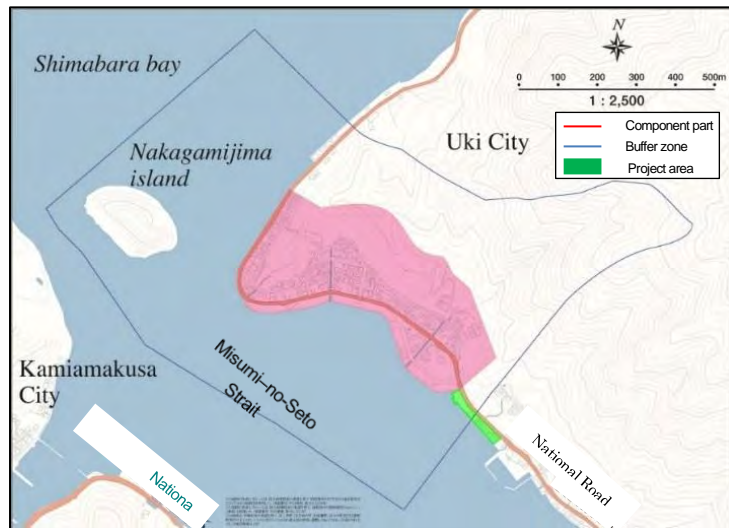 Shimabara bay
N
0 100 200 300 400 500m
1 : 2,500
Component part
Buffer zone
Project area
Uki City
Nakagamijima
island
Misumi-no-Seto
Strait
Kamiamakusa
City
Nationa
National Road